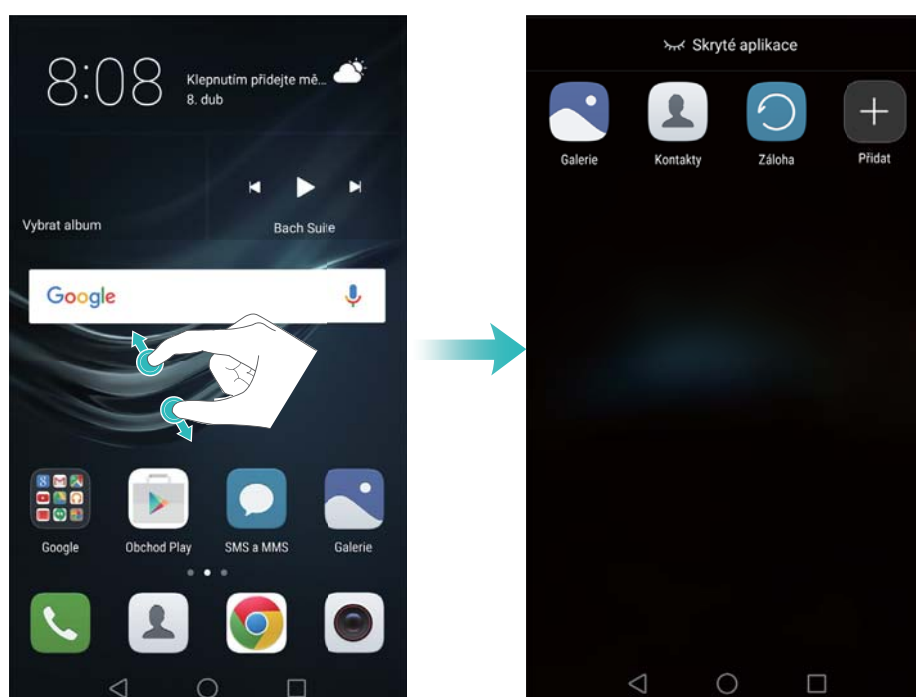 8:08
Klepnutím přidejte mě...
8. dub
Vybrat album
Bach Suite
Google
Google
Obchod Play
SMS a MMS
Galerie
Skryté aplikace
Galerie
Kontakty
Záloha
Přidat